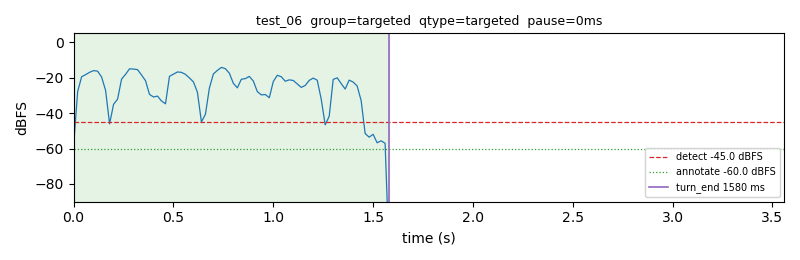 test_06  group=targeted  qtype=targeted  pause=0ms
dBFS
0
−20
−40
−60
−80
detect -45.0 dBFS
annotate -60.0 dBFS
turn_end 1580 ms
0.0 0.5 1.0 1.5 2.0 2.5 3.0 3.5
time (s)